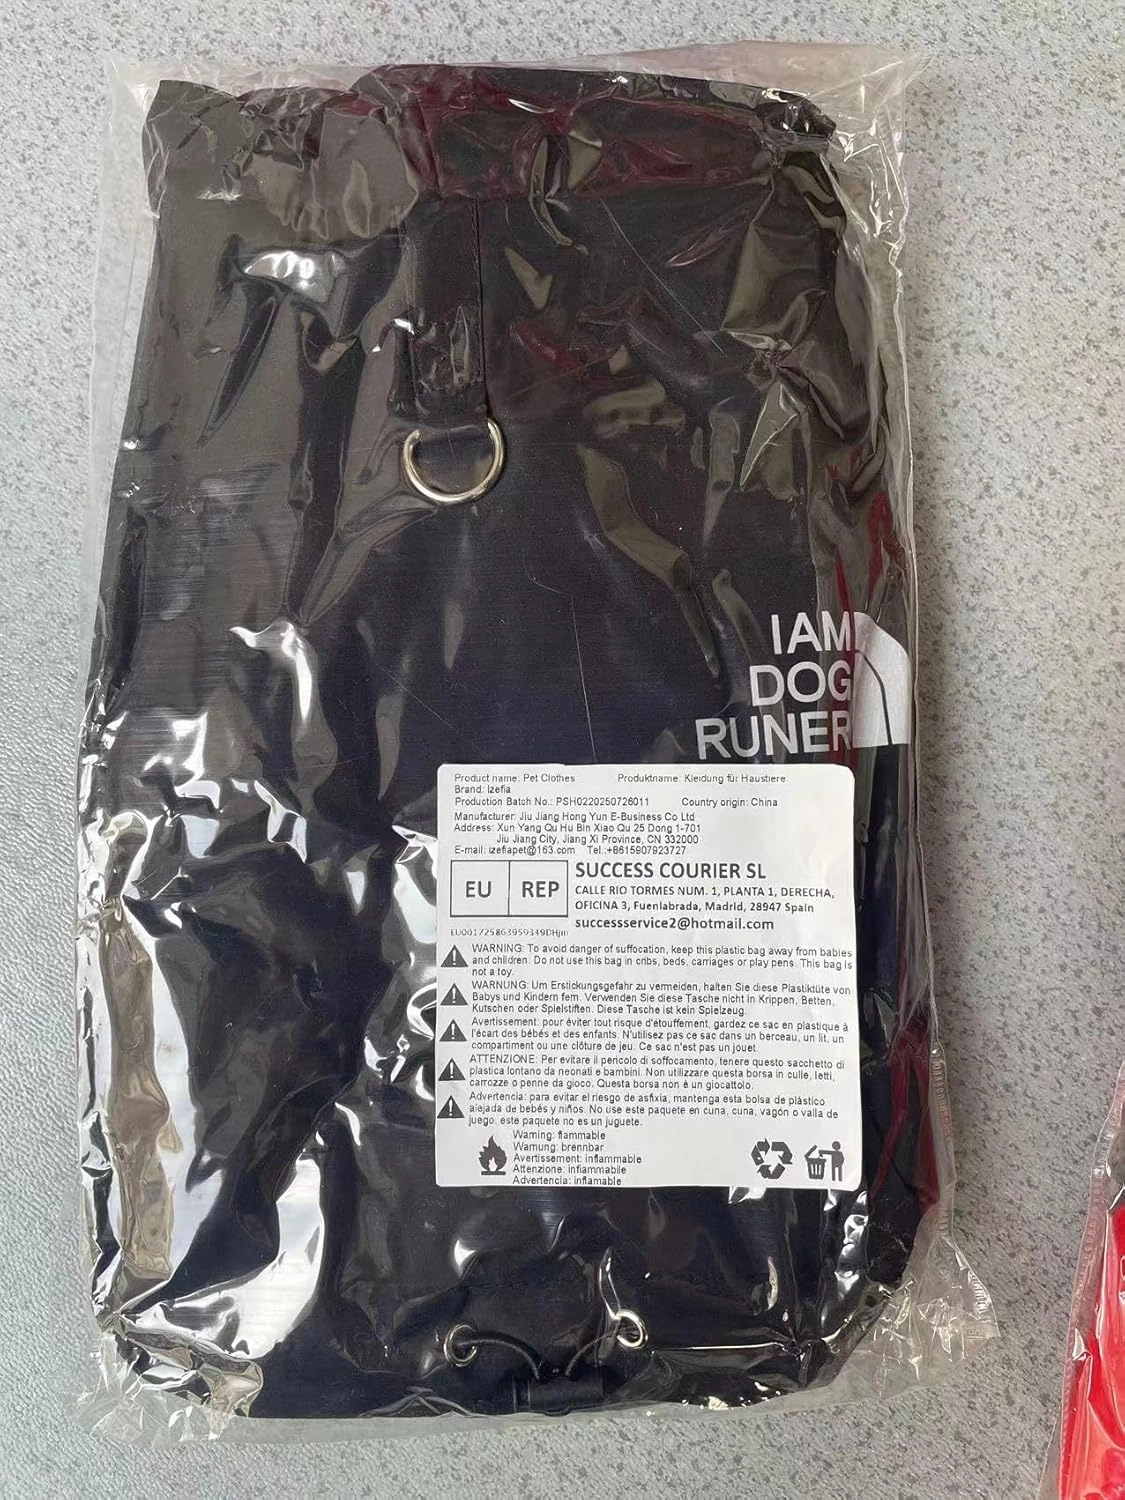 IAM
DOG
RUNER
Product name: Pet Clothes Produktname: Kleidung für Haustiere
Brand: Izefia
Production Batch No.: PSH0220250726011 Country origin: China
Manufacturer: Jiu Jiang Hong Yun E-Business Co Ltd
Address: Xun Yang Qu Hu Bin Xiao Qu 25 Dong 1-701
Jiu Jiang City, Jiang Xi Province, CN 332000
E-mail: izefiapet@163.com Tel.:+8615907923727
EU REP
SUCCESS COURIER SL
CALLE RIO TORMES NUM. 1, PLANTA 1, DERECHA,
OFICINA 3, Fuenlabrada, Madrid, 28947 Spain
successservice2@hotmail.com
EU001725863959349DHjm
WARNING: To avoid danger of suffocation, keep this plastic bag away from babies
and children. Do not use this bag in cribs, beds, carriages or play pens. This bag is
not a toy.
WARNUNG: Um Erstickungsgefahr zu vermeiden, halten Sie diese Plastiktüte von
Babys und Kindern fern. Verwenden Sie diese Tasche nicht in Krippen, Betten,
Kutschen oder Spielstiften. Diese Tasche ist kein Spielzeug.
Avertissement: pour éviter tout risque d'étouffement, gardez ce sac en plastique à
l'écart des bébés et des enfants. N'utilisez pas ce sac dans un berceau, un lit, un
compartiment ou une clôture de jeu. Ce sac n'est pas un jouet.
ATTENZIONE: Per evitare il pericolo di soffocamento, tenere questo sacchetto di
plastica lontano da neonati e bambini. Non utilizzare questa borsa in culle, letti,
carrozze o penne da gioco. Questa borsa non é un giocattolo.
Advertencia: para evitar el riesgo de asfixia, mantenga esta bolsa de plàstico
alejada de bebés y niños. No use este paquete en cuna, cuna, vagón o valla de
juego. este paquete no es un juguete.
Warning: flammable
Warnung: brennbar
Avertissement: inflammable
Attenzione: infiammabile
Advertencia: inflamable